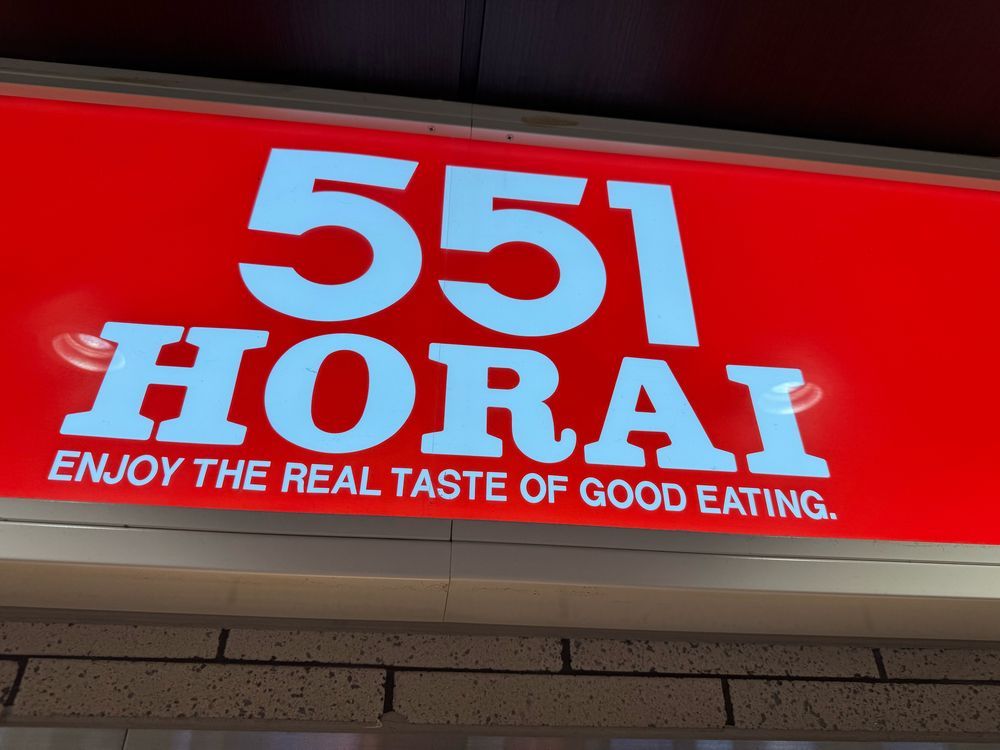 551
HORAI
ENJOY THE REAL TASTE OF GOOD EATING.